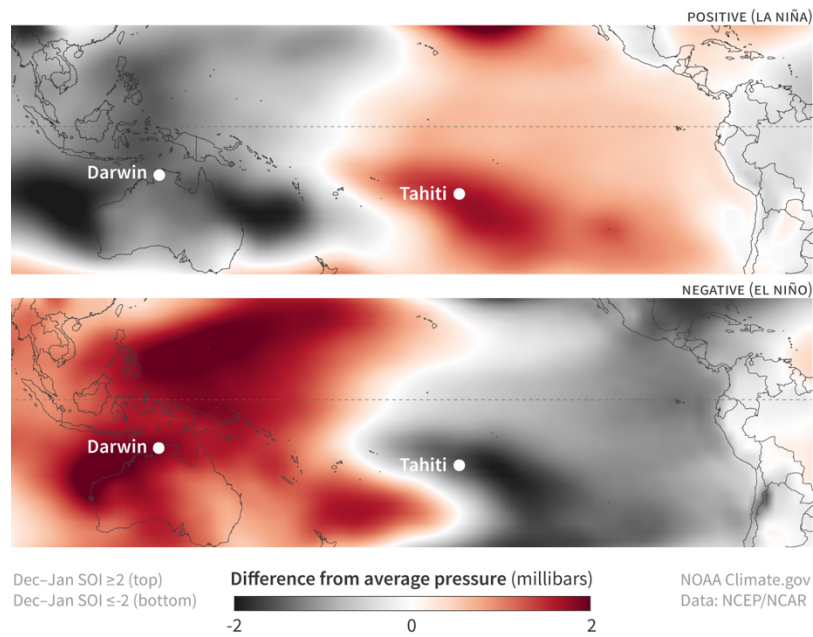 POSITIVE (LA NIÑA)
Darwin
Tahiti
NEGATIVE (EL NIÑO)
Darwin
Tahiti
Dec–Jan SOI ≥2 (top)
Dec–Jan SOI ≤-2 (bottom)
Difference from average pressure (millibars)
-2 0 2
NOAA Climate.gov
Data: NCEP/NCAR